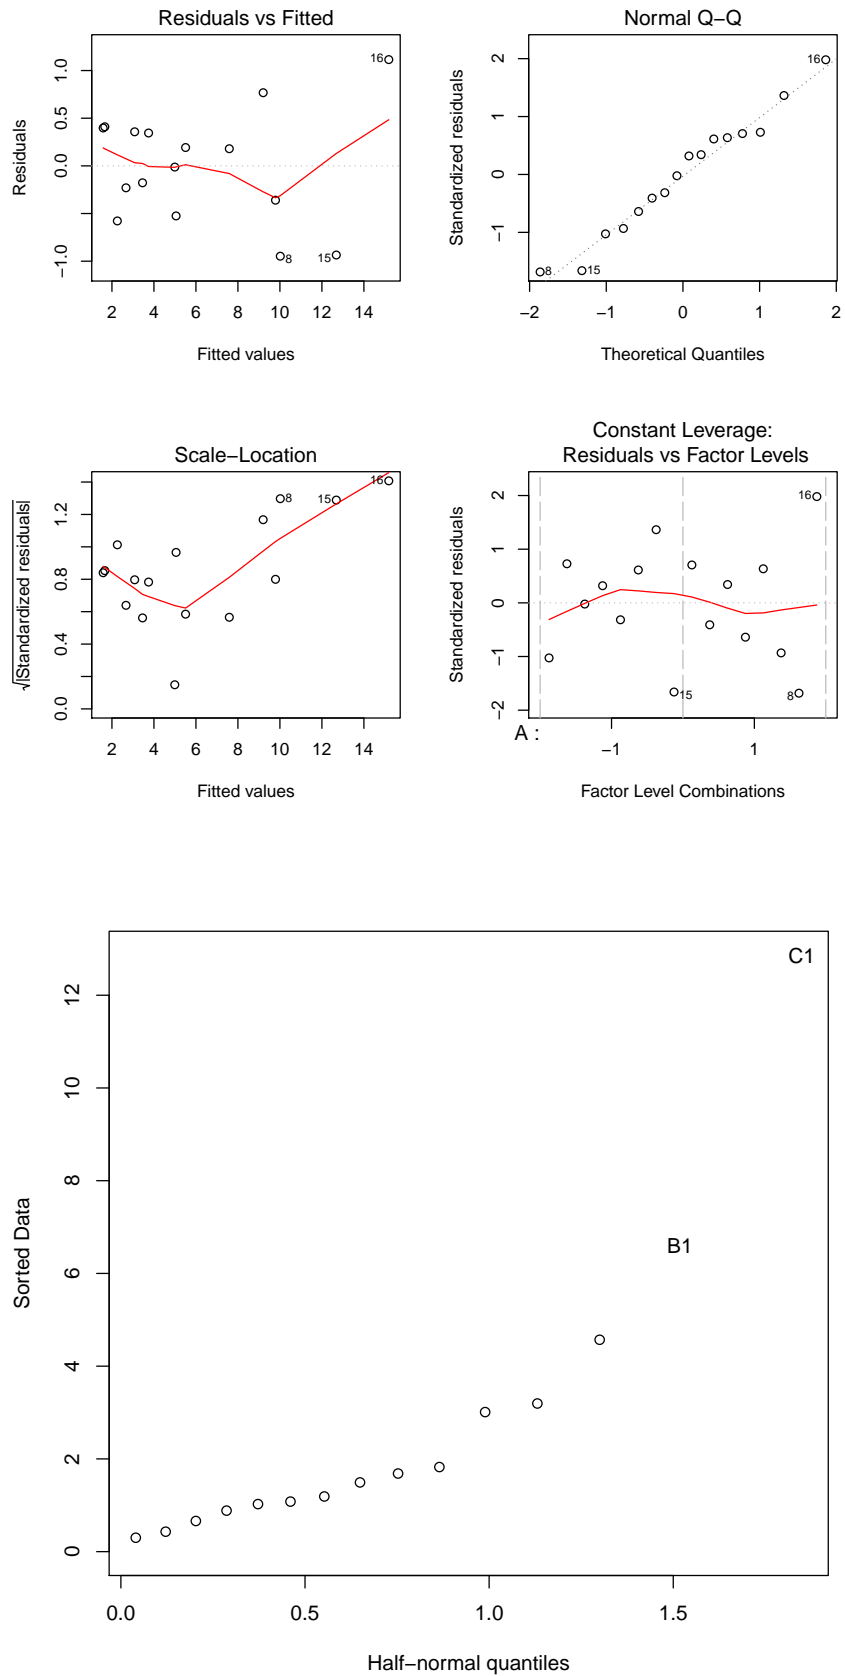 Residuals vs Fitted
Residuals
1.0
0.5
0.0
−1.0
16
8
15
2 4 6 8 10 12 14
Fitted values
Normal Q−Q
Standardized residuals
2
1
0
−1
16
8
15
−2 −1 0 1 2
Theoretical Quantiles
Scale−Location
√|Standardized residuals|
1.2
0.8
0.4
0.0
16
8
15
2 4 6 8 10 12 14
Fitted values
Constant Leverage:
Residuals vs Factor Levels
Standardized residuals
2
1
0
−1
−2
16
15
8
A :
−1 1
Factor Level Combinations
Sorted Data
12
10
8
6
4
2
0
C1
B1
0.0 0.5 1.0 1.5
Half−normal quantiles